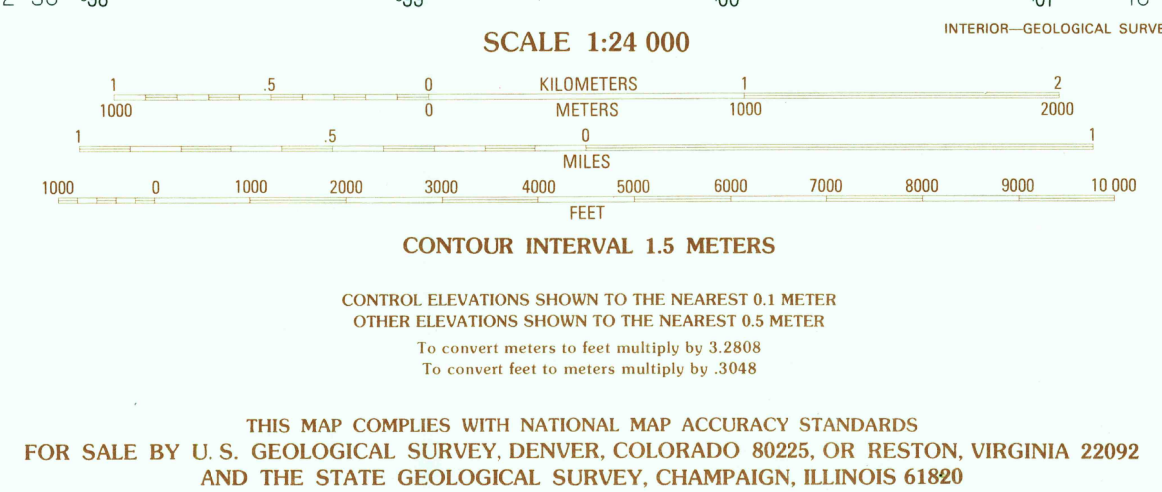 INTERIOR—GEOLOGICAL SURVE
SCALE 1:24 000
1 .5 0 KILOMETERS 1 2
1000 0 METERS 1000 2000
1 .5 0 1
MILES
1000 0 1000 2000 3000 4000 5000 6000 7000 8000 9000 10 000
FEET
CONTOUR INTERVAL 1.5 METERS
CONTROL ELEVATIONS SHOWN TO THE NEAREST 0.1 METER
OTHER ELEVATIONS SHOWN TO THE NEAREST 0.5 METER
To convert meters to feet multiply by 3.2808
To convert feet to meters multiply by .3048
THIS MAP COMPLIES WITH NATIONAL MAP ACCURACY STANDARDS
FOR SALE BY U. S. GEOLOGICAL SURVEY, DENVER, COLORADO 80225, OR RESTON, VIRGINIA 22092
AND THE STATE GEOLOGICAL SURVEY, CHAMPAIGN, ILLINOIS 61820